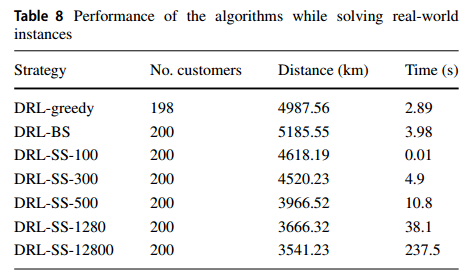 Table 8 Performance of the algorithms while solving real-world
instances
Strategy No. customers Distance (km) Time (s)
DRL-greedy 198 4987.56 2.89
DRL-BS 200 5185.55 3.98
DRL-SS-100 200 4618.19 0.01
DRL-SS-300 200 4520.23 4.9
DRL-SS-500 200 3966.52 10.8
DRL-SS-1280 200 3666.32 38.1
DRL-SS-12800 200 3541.23 237.5